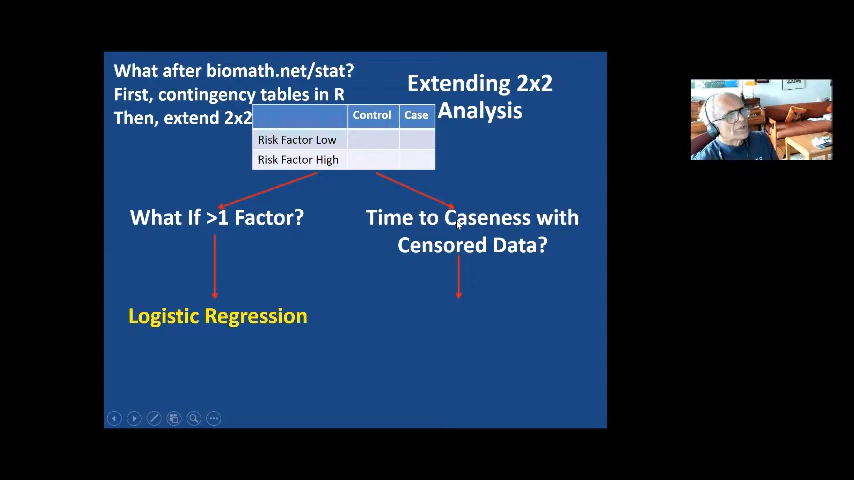 What after biomath.net/stat?
First, contingency tables in R
Then, extend 2x2
Extending 2x2
Analysis
Control Case
Risk Factor Low
Risk Factor High
What If >1 Factor?
Time to Caseness with
Censored Data?
Logistic Regression